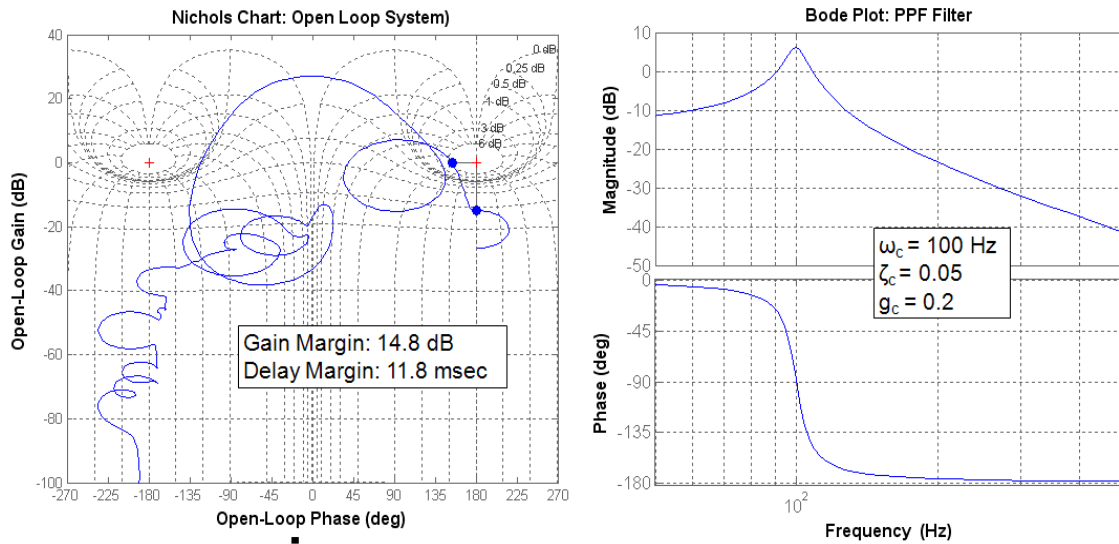 Nichols Chart: Open Loop System)
Open-Loop Gain (dB)
40
20
0
-20
-40
-60
-80
-100
0 dB
0.25 dB
0.5 dB
1 dB
3 dB
6 dB
Gain Margin: 14.8 dB
Delay Margin: 11.8 msec
-270 -225 -180 -135 -90 -45 0 45 90 135 180 225 270
Open-Loop Phase (deg)
Bode Plot: PPF Filter
Magnitude (dB)
10
0
-10
-20
-30
-40
-50
ω_c = 100 Hz
ζ_c = 0.05
g_c = 0.2
Phase (deg)
0
-45
-90
-135
-180
10²
Frequency (Hz)